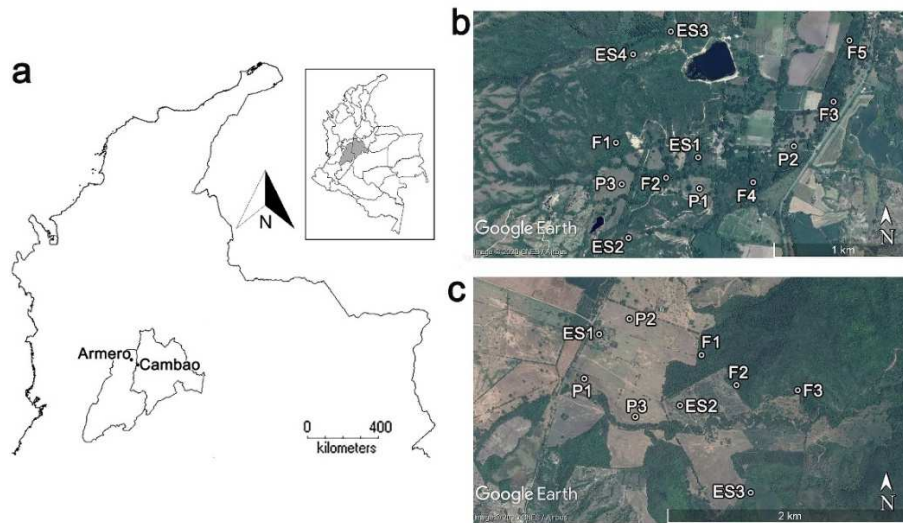 a
N
Armero
Cambao
0 400
kilometers
b
ES3
ES4
F5
F3
F1
ES1
P2
P3
F2
P1
F4
ES2
Google Earth
1 km
N
c
ES1
P2
F1
P1
F2
F3
P3
ES2
ES3
Google Earth
2 km
N